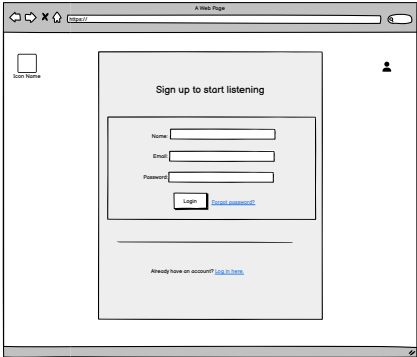 A Web Page
https://
Icon Name
Sign up to start listening
Name:
Email:
Password:
Login Forgot password?
Already have an account? Log in here.